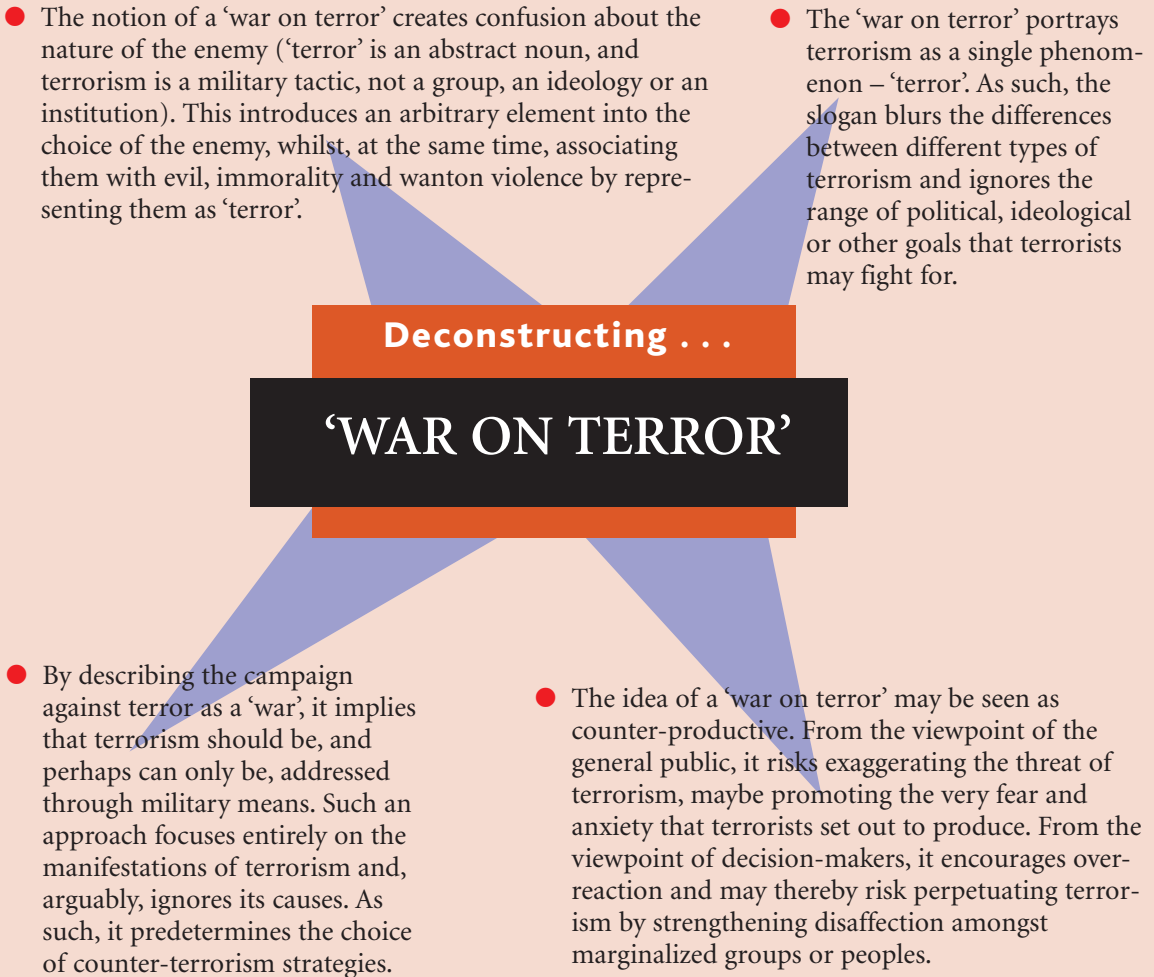 ● The notion of a ‘war on terror’ creates confusion about the
nature of the enemy (‘terror’ is an abstract noun, and
terrorism is a military tactic, not a group, an ideology or an
institution). This introduces an arbitrary element into the
choice of the enemy, whilst, at the same time, associating
them with evil, immorality and wanton violence by repre-
senting them as ‘terror’.
● The ‘war on terror’ portrays
terrorism as a single phenom-
enon – ‘terror’. As such, the
slogan blurs the differences
between different types of
terrorism and ignores the
range of political, ideological
or other goals that terrorists
may fight for.
Deconstructing . . .
‘WAR ON TERROR’
● By describing the campaign
against terror as a ‘war’, it implies
that terrorism should be, and
perhaps can only be, addressed
through military means. Such an
approach focuses entirely on the
manifestations of terrorism and,
arguably, ignores its causes. As
such, it predetermines the choice
of counter-terrorism strategies.
● The idea of a ‘war on terror’ may be seen as
counter-productive. From the viewpoint of the
general public, it risks exaggerating the threat of
terrorism, maybe promoting the very fear and
anxiety that terrorists set out to produce. From the
viewpoint of decision-makers, it encourages over-
reaction and may thereby risk perpetuating terror-
ism by strengthening disaffection amongst
marginalized groups or peoples.